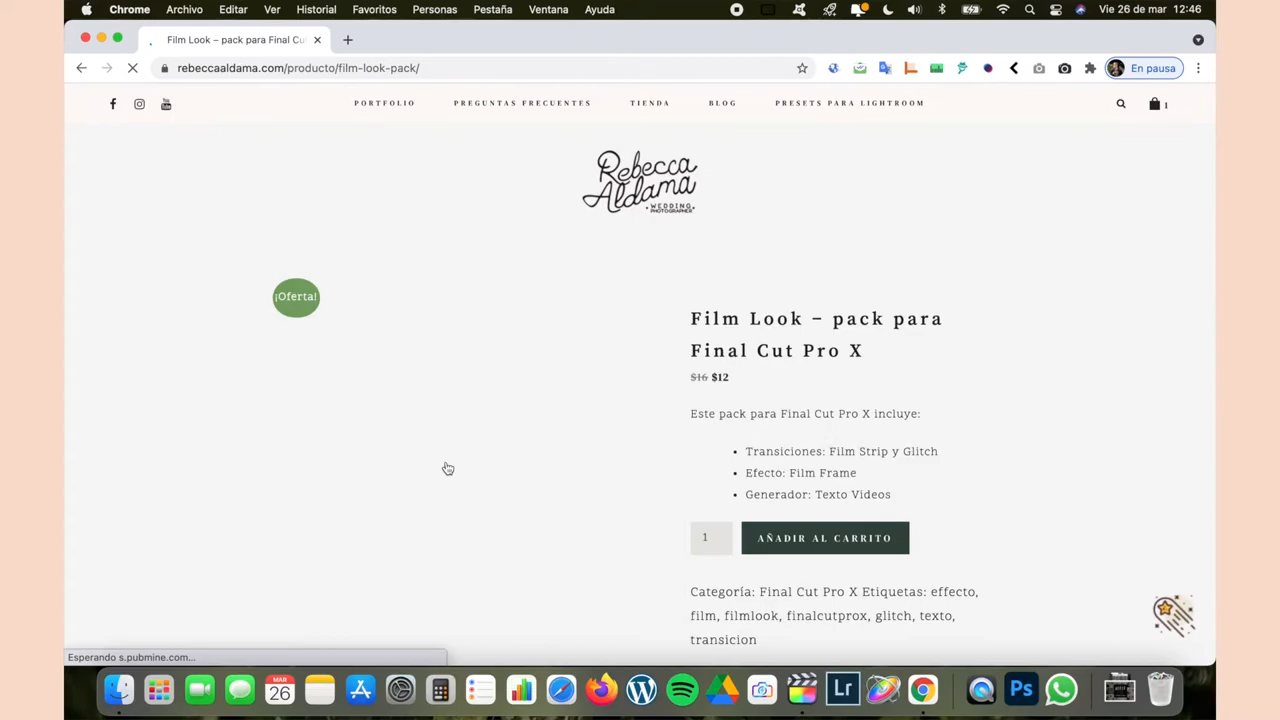 Chrome Archivo Editar Ver Historial Favoritos Personas Pestaña Ventana Ayuda Vie 26 de mar 12:46
Film Look – pack para Final Cu
rebeccaaldama.com/producto/film-look-pack/ En pausa
PORTFOLIO PREGUNTAS FRECUENTES TIENDA BLOG PRESETS PARA LIGHTROOM 1
Rebecca
Aldama
WEDDING
PHOTOGRAPHER
¡Oferta!
Film Look – pack para
Final Cut Pro X
$16 $12
Este pack para Final Cut Pro X incluye:
• Transiciones: Film Strip y Glitch
• Efecto: Film Frame
• Generador: Texto Videos
1 AÑADIR AL CARRITO
Categoría: Final Cut Pro X Etiquetas: effecto,
film, filmlook, finalcutprox, glitch, texto,
transicion
Esperando s.pubmine.com...
MAR
26
Lr
Ps